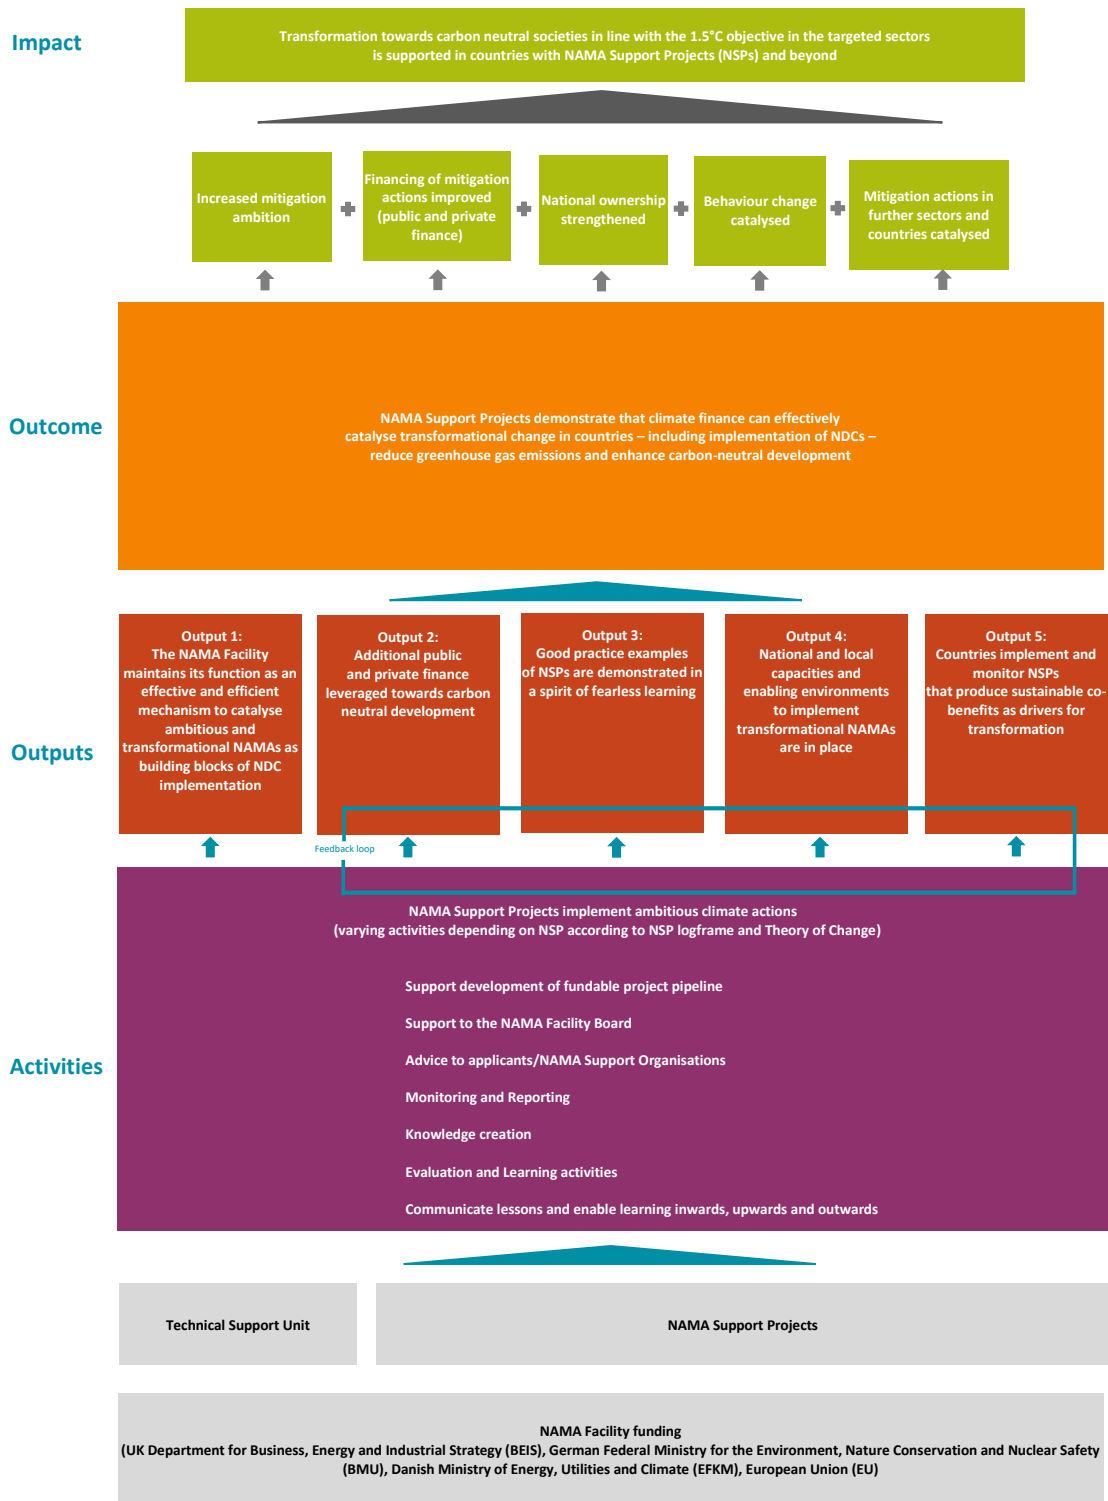 Impact
Transformation towards carbon neutral societies in line with the 1.5°C objective in the targeted sectors
is supported in countries with NAMA Support Projects (NSPs) and beyond
Increased mitigation
ambition
Financing of mitigation
actions improved
(public and private
finance)
National ownership
strengthened
Behaviour change
catalysed
Mitigation actions in
further sectors and
countries catalysed
Outcome
NAMA Support Projects demonstrate that climate finance can effectively
catalyse transformational change in countries – including implementation of NDCs –
reduce greenhouse gas emissions and enhance carbon-neutral development
Outputs
Output 1:
The NAMA Facility
maintains its function as an
effective and efficient
mechanism to catalyse
ambitious and
transformational NAMAs as
building blocks of NDC
implementation
Output 2:
Additional public
and private finance
leveraged towards carbon
neutral development
Output 3:
Good practice examples
of NSPs are demonstrated in
a spirit of fearless learning
Output 4:
National and local
capacities and
enabling environments
to implement
transformational NAMAs
are in place
Output 5:
Countries implement and
monitor NSPs
that produce sustainable co-
benefits as drivers for
transformation
Feedback loop
Activities
NAMA Support Projects implement ambitious climate actions
(varying activities depending on NSP according to NSP logframe and Theory of Change)
Support development of fundable project pipeline
Support to the NAMA Facility Board
Advice to applicants/NAMA Support Organisations
Monitoring and Reporting
Knowledge creation
Evaluation and Learning activities
Communicate lessons and enable learning inwards, upwards and outwards
Technical Support Unit
NAMA Support Projects
NAMA Facility funding
(UK Department for Business, Energy and Industrial Strategy (BEIS), German Federal Ministry for the Environment, Nature Conservation and Nuclear Safety
(BMU), Danish Ministry of Energy, Utilities and Climate (EFKM), European Union (EU)